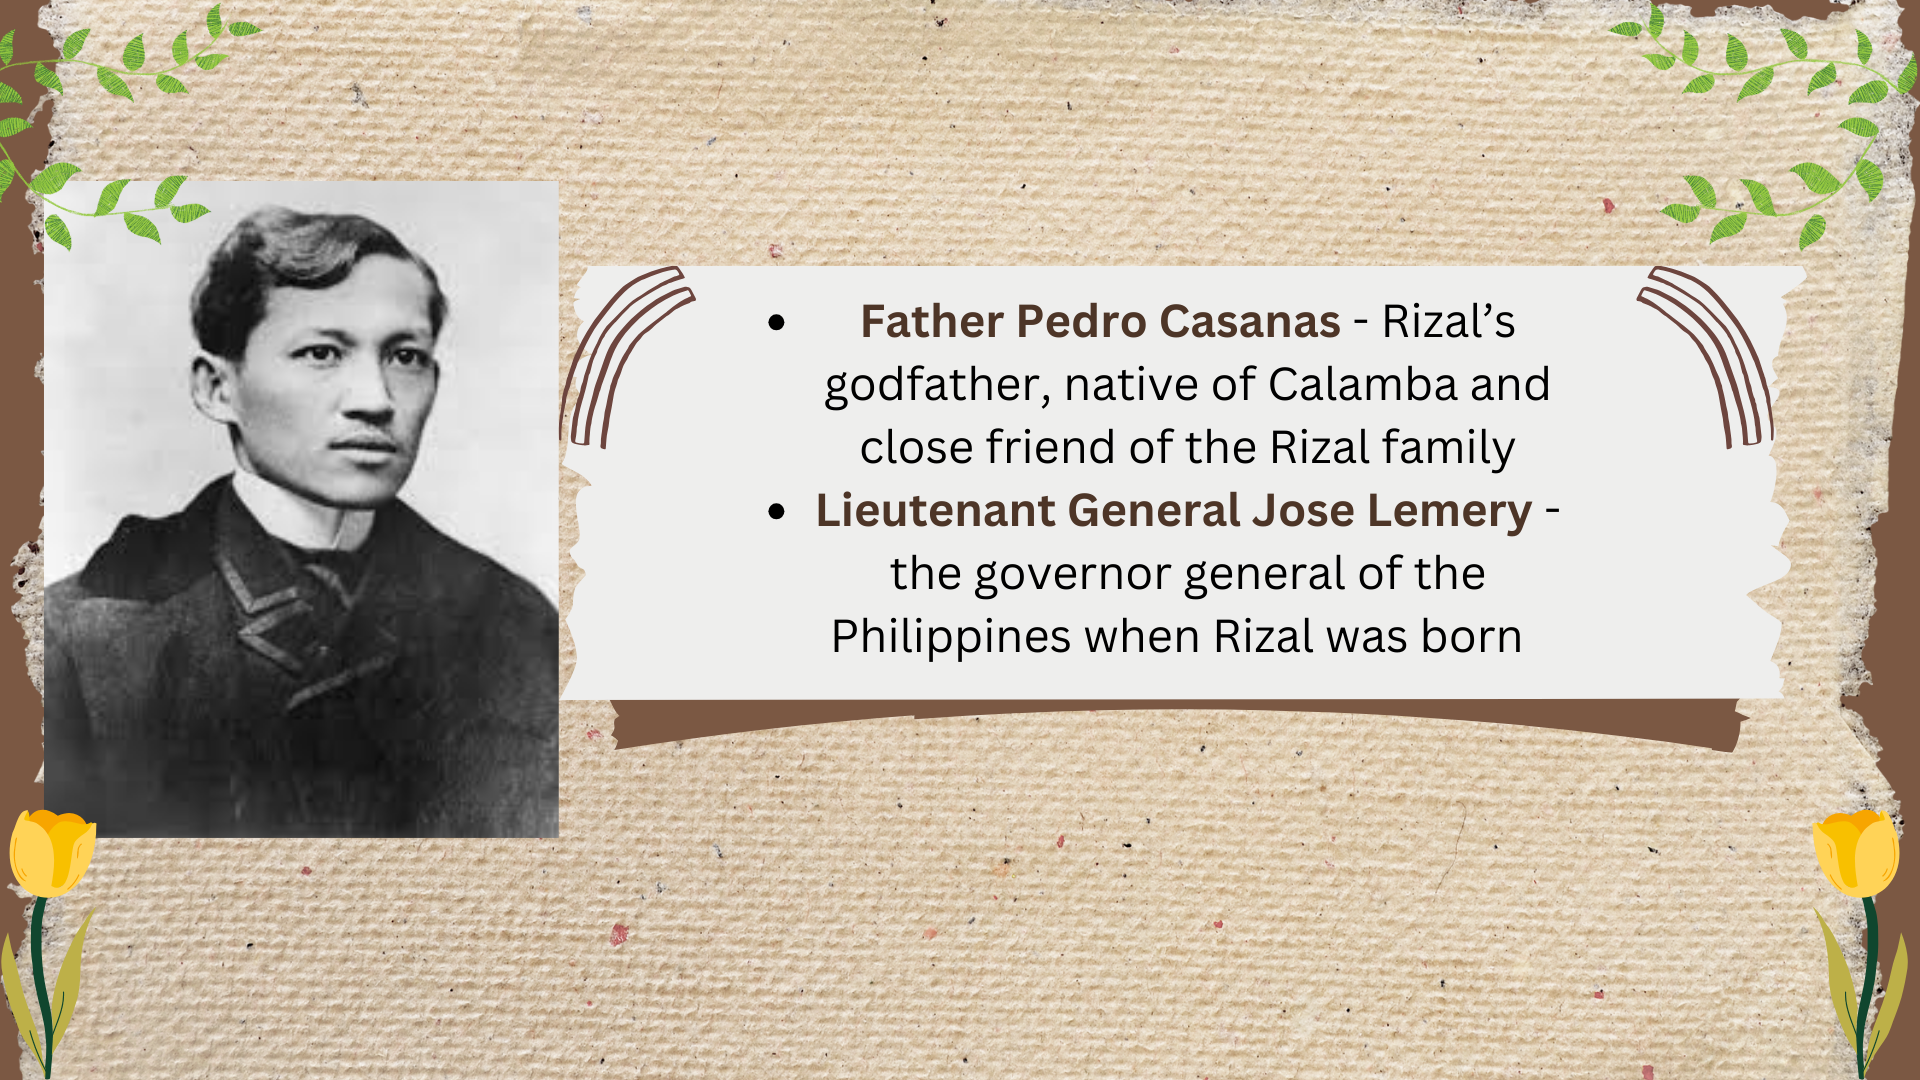 • Father Pedro Casanas - Rizal’s
godfather, native of Calamba and
close friend of the Rizal family
• Lieutenant General Jose Lemery -
the governor general of the
Philippines when Rizal was born